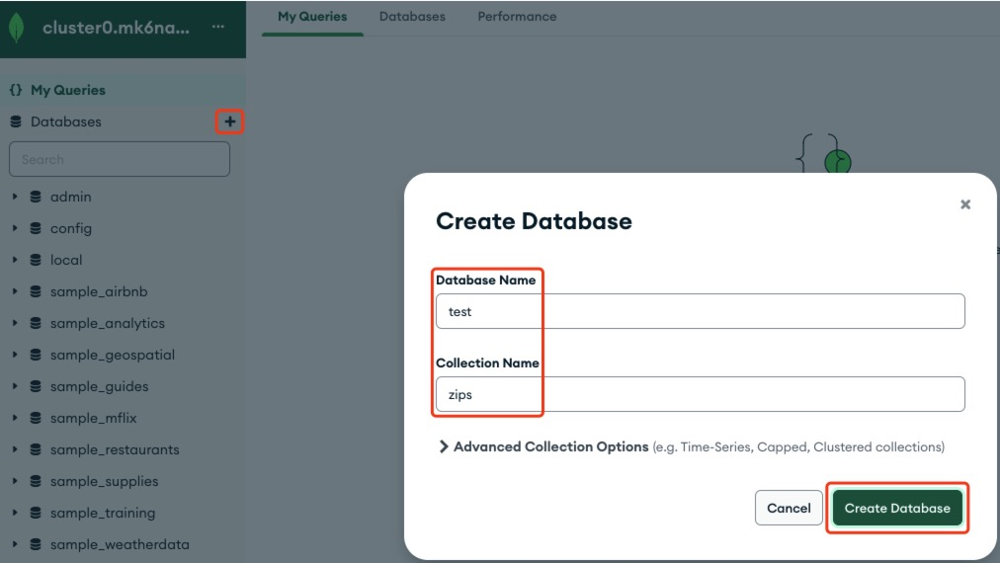 cluster0.mk6na... ...
My Queries Databases Performance
{} My Queries
Databases +
Search
admin
config
local
sample_airbnb
sample_analytics
sample_geospatial
sample_guides
sample_mflix
sample_restaurants
sample_supplies
sample_training
sample_weatherdata
Create Database
Database Name
test
Collection Name
zips
Advanced Collection Options (e.g. Time-Series, Capped, Clustered collections)
Cancel Create Database